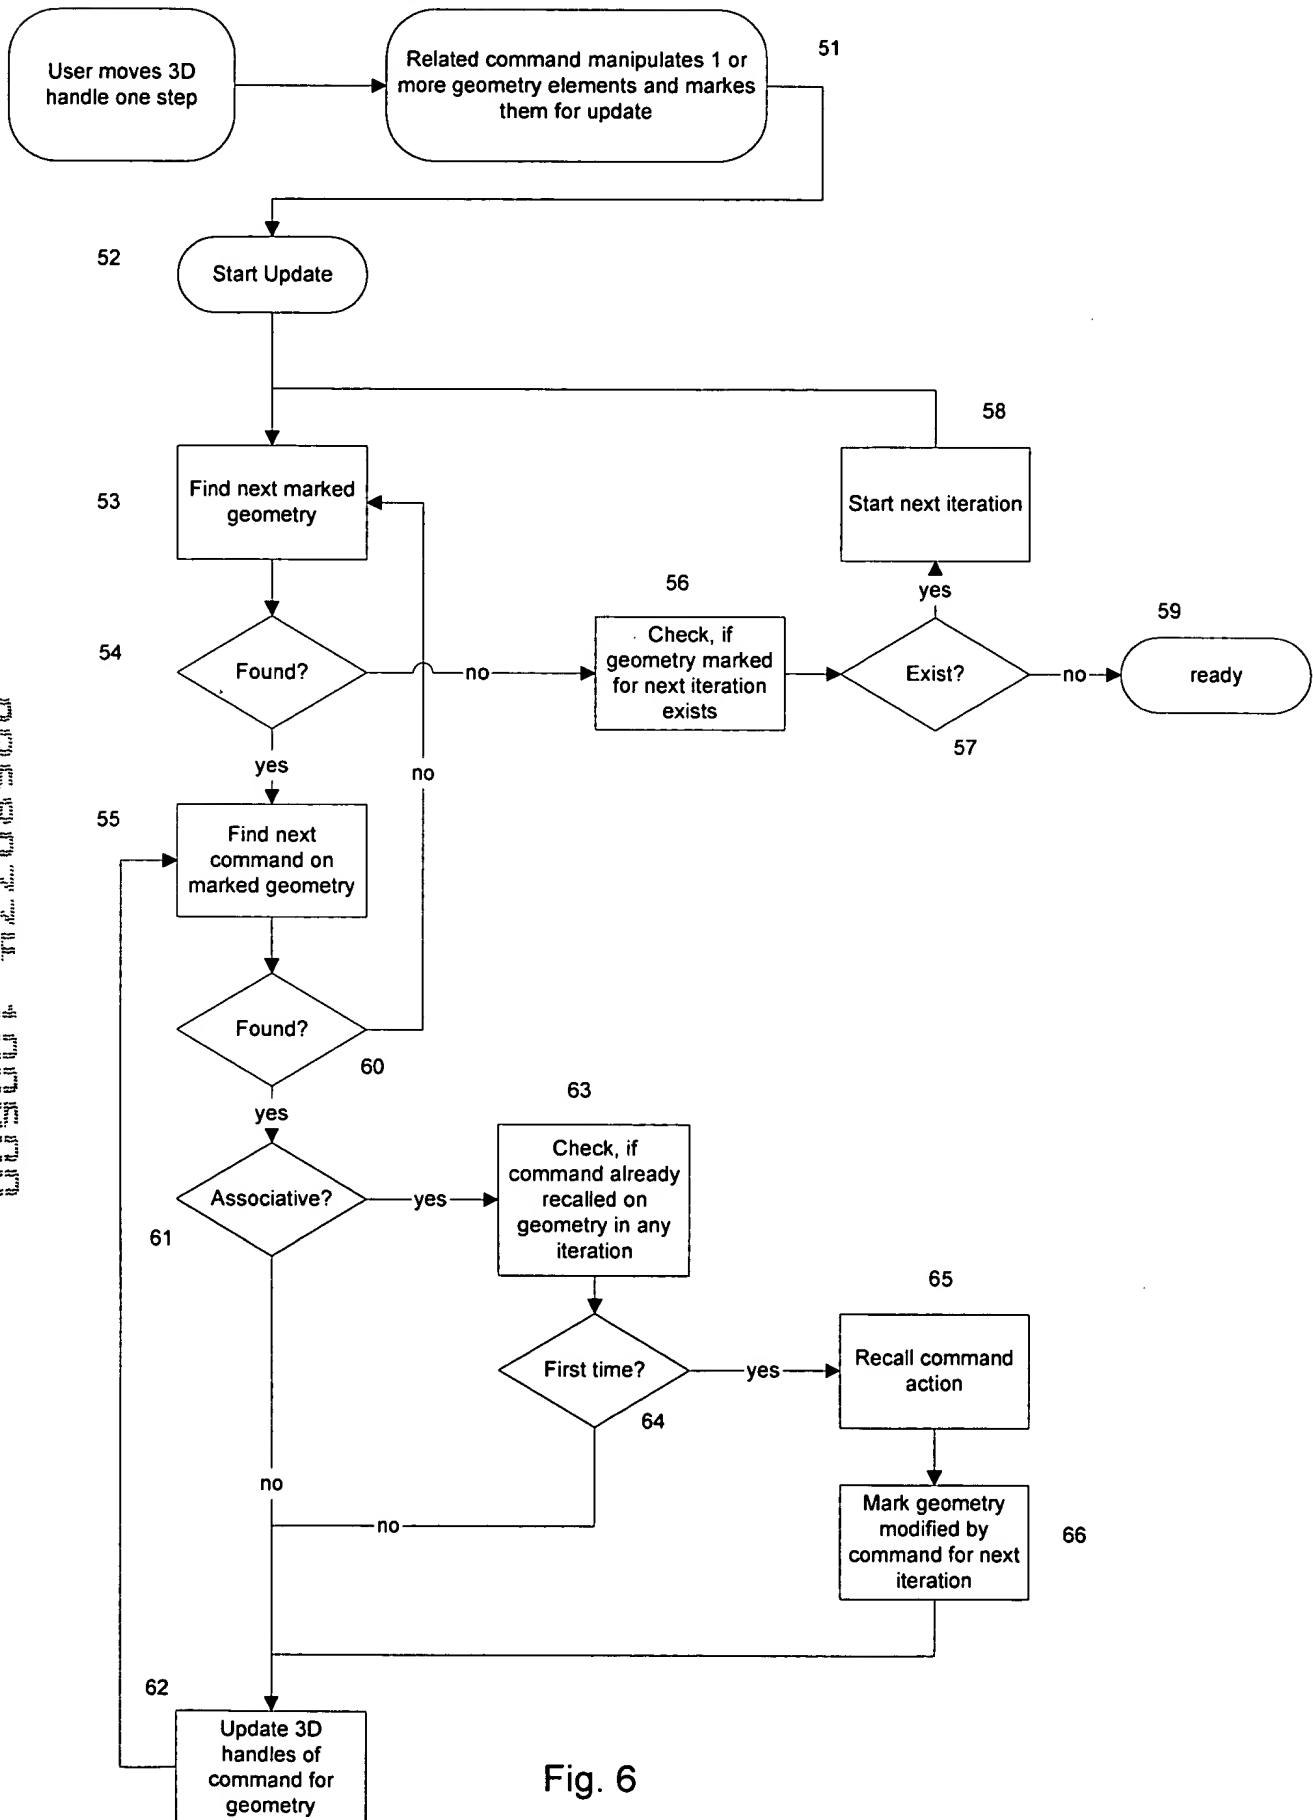 User moves 3D
handle one step
Related command manipulates 1 or
more geometry elements and markes
them for update
51
52
Start Update
58
53
Find next marked
geometry
Start next iteration
56
yes
59
54
Found?
no
Check, if
geometry marked
for next iteration
exists
Exist?
no
ready
57
yes
no
55
Find next
command on
marked geometry
Found?
60
yes
63
Check, if
command already
recalled on
geometry in any
iteration
Associative?
yes
61
65
First time?
yes
Recall command
action
64
no
no
Mark geometry
modified by
command for next
iteration
66
62
Update 3D
handles of
command for
geometry
Fig. 6